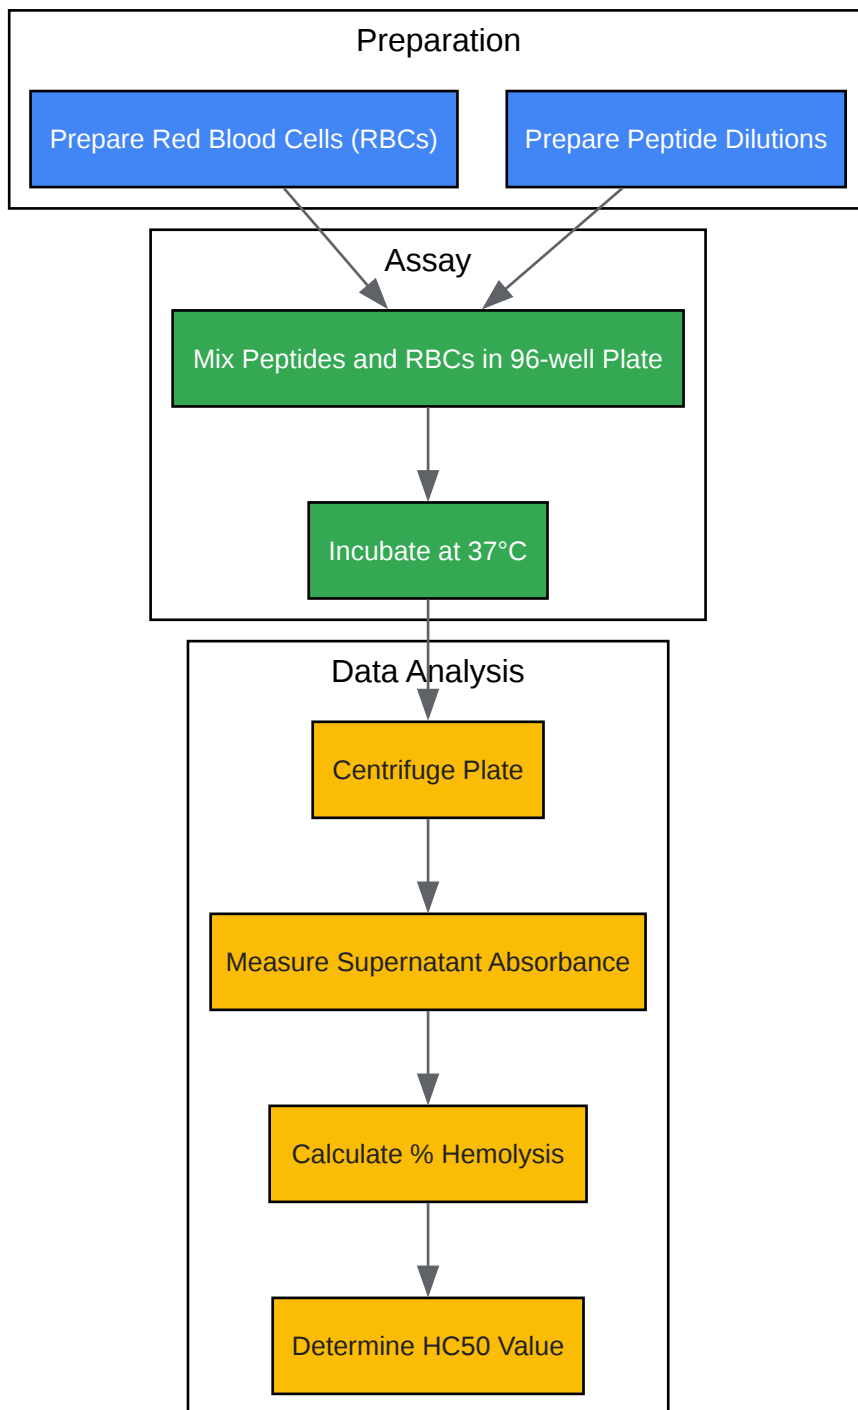 Preparation
Prepare Red Blood Cells (RBCs)
Prepare Peptide Dilutions
Assay
Mix Peptides and RBCs in 96-well Plate
Incubate at 37°C
Data Analysis
Centrifuge Plate
Measure Supernatant Absorbance
Calculate % Hemolysis
Determine HC50 Value